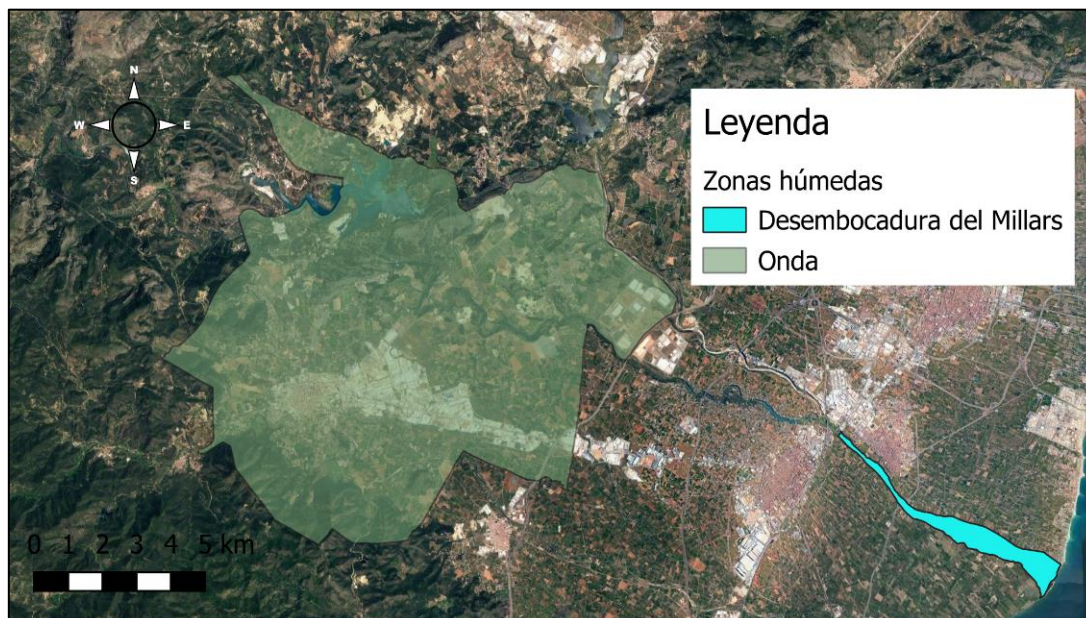 N
W E
S
Leyenda
Zonas húmedas
Desembocadura del Millars
Onda
0 1 2 3 4 5 km